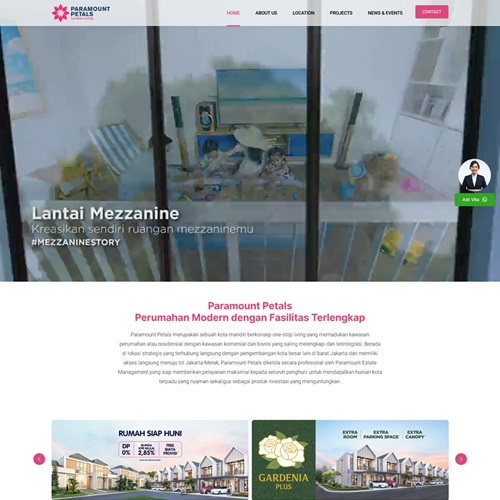 PARAMOUNT
PETALS
HOME ABOUT US LOCATION PROJECTS NEWS & EVENTS CONTACT
Lantai Mezzanine
Kreasikan sendiri ruangan mezzaninemu
#MEZZANINESTORY
Ask Vita
Paramount Petals
Perumahan Modern dengan Fasilitas Terlengkap
Paramount Petals merupakan sebuah kota mandiri berkonsep one-stop living yang memadukan kawasan
perumahan atau residensial dengan kawasan komersial dan bisnis yang saling melengkapi dan terintegrasi. Berada
di lokasi strategis yang terhubung langsung dengan pengembangan kota besar lain di barat Jakarta dan memiliki
akses langsung menuju tol Jakarta-Merak, Paramount Petals dikelola secara profesional oleh Paramount Estate
Management yang siap memberikan pelayanan maksimal kepada seluruh penghuni untuk mendapatkan hunian kota
terpadu yang nyaman sekaligus sebagai produk investasi yang menguntungkan.
RUMAH SIAP HUNI
DP
0%
BUNGA
2,85%
FREE
BIAYA
PROVISI
GARDENIA
PLUS
EXTRA
ROOM
EXTRA
PARKING SPACE
EXTRA
CANOPY